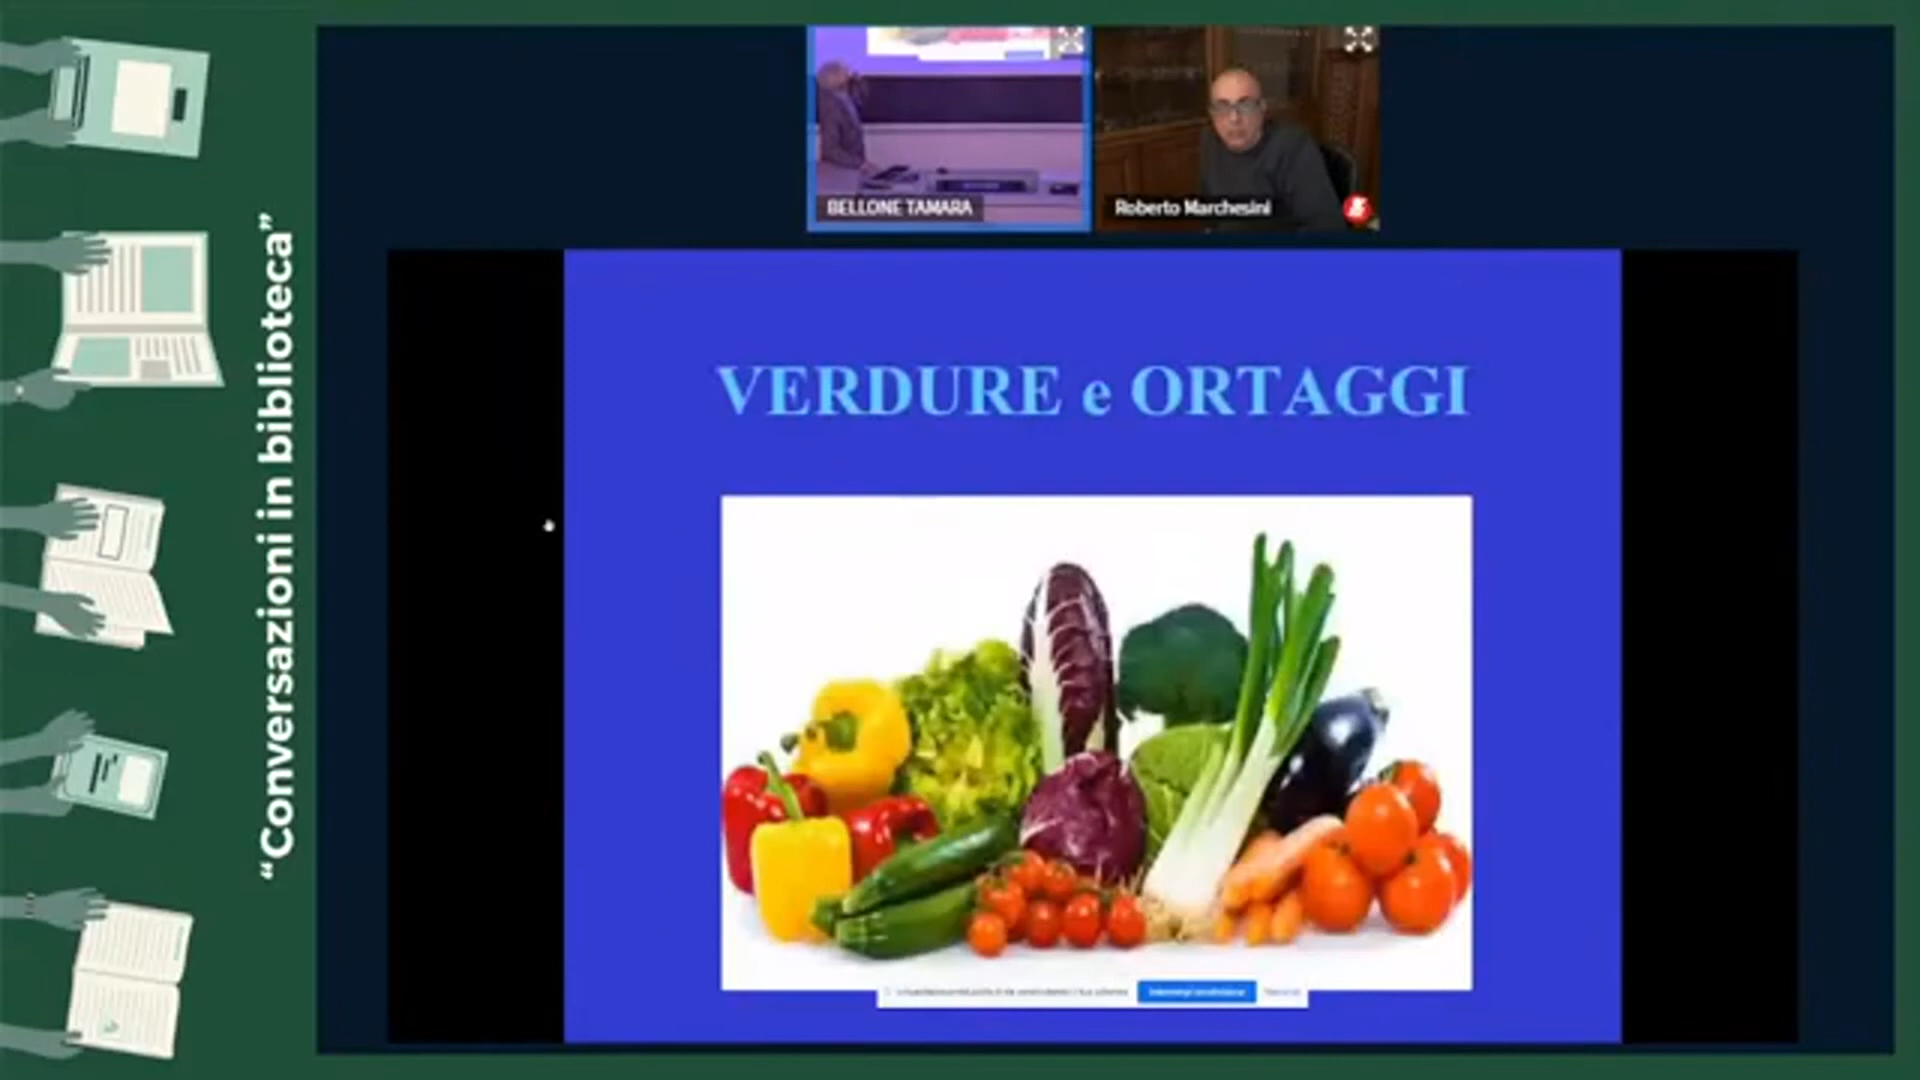 “Conversazioni in biblioteca”
BELLONE TAMARA
Roberto Marchesini
VERDURE e ORTAGGI